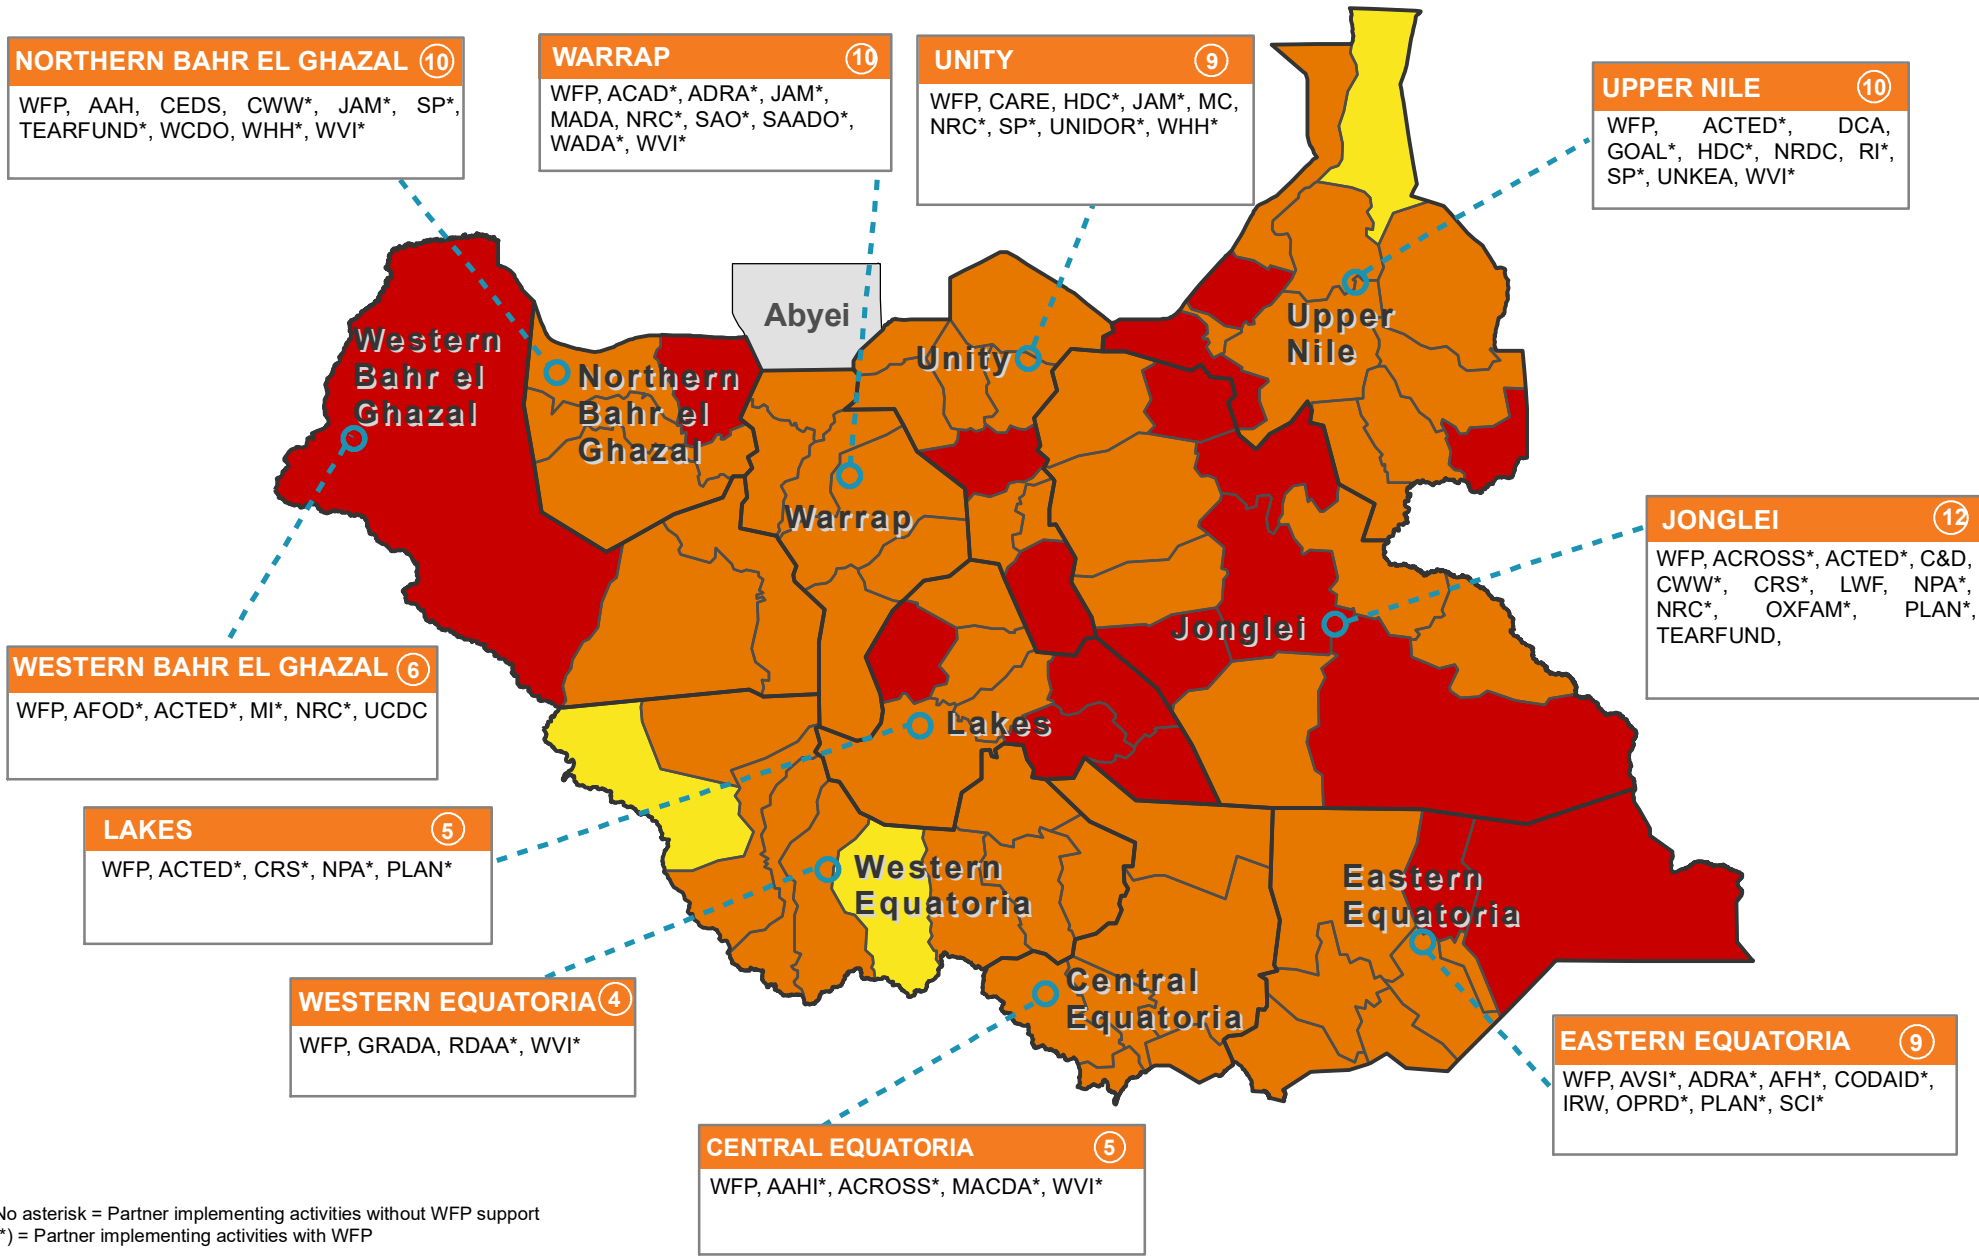 NORTHERN BAHR EL GHAZAL 10
WFP, AAH, CEDS, CWW*, JAM*, SP*,
TEARFUND*, WCDO, WHH*, WVI*
WARRAP 10
WFP, ACAD*, ADRA*, JAM*,
MADA, NRC*, SAO*, SAADO*,
WADA*, WVI*
UNITY 9
WFP, CARE, HDC*, JAM*, MC,
NRC*, SP*, UNIDOR*, WHH*
UPPER NILE 10
WFP, ACTED*, DCA,
GOAL*, HDC*, NRDC, RI*,
SP*, UNKEA, WVI*
Abyei
Western
Bahr el
Ghazal
Northern
Bahr el
Ghazal
Unity
Upper
Nile
Warrap
JONGLEI 12
WFP, ACROSS*, ACTED*, C&D,
CWW*, CRS*, LWF, NPA*,
NRC*, OXFAM*, PLAN*,
TEARFUND,
Jonglei
WESTERN BAHR EL GHAZAL 6
WFP, AFOD*, ACTED*, MI*, NRC*, UCDC
Lakes
LAKES 5
WFP, ACTED*, CRS*, NPA*, PLAN*
Western
Equatoria
Eastern
Equatoria
Central
Equatoria
WESTERN EQUATORIA 4
WFP, GRADA, RDAA*, WVI*
EASTERN EQUATORIA 9
WFP, AVSI*, ADRA*, AFH*, CODAID*,
IRW, OPRD*, PLAN*, SCI*
CENTRAL EQUATORIA 5
WFP, AAHI*, ACROSS*, MACDA*, WVI*
No asterisk = Partner implementing activities without WFP support
*) = Partner implementing activities with WFP